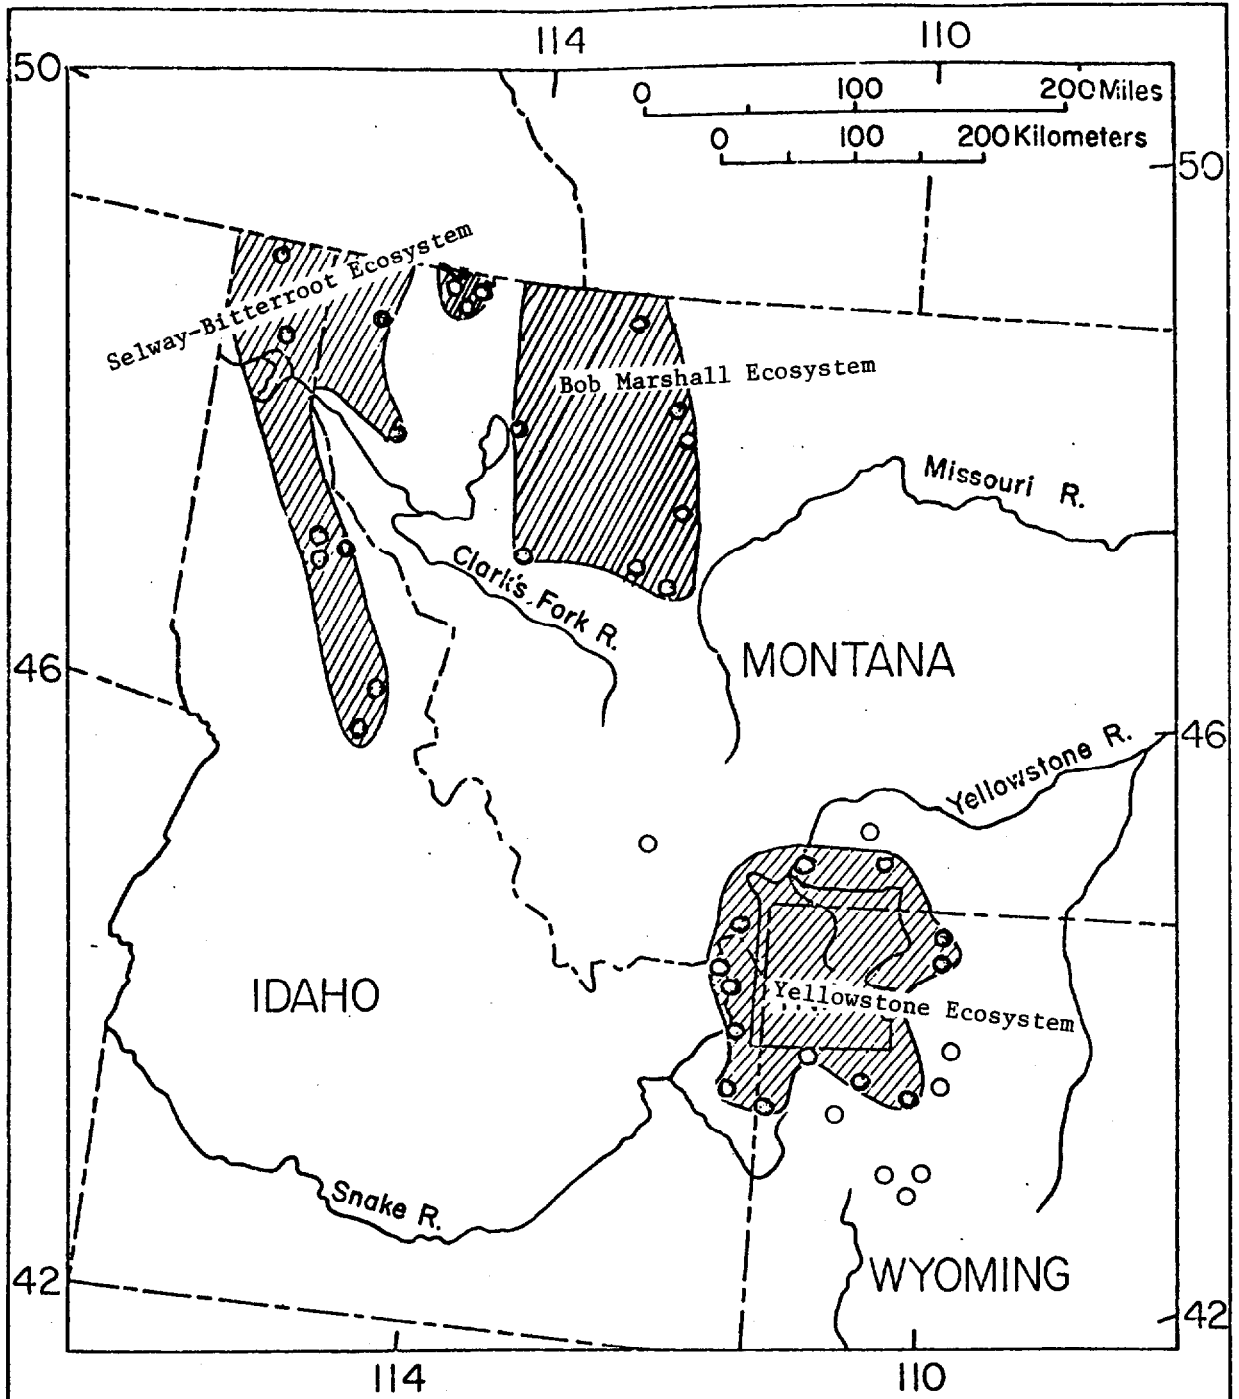 114 110
50
0 100 200 Miles
0 100 200 Kilometers
50
Selway-Bitterroot Ecosystem
Bob Marshall Ecosystem
Missouri R.
Clark's Fork R.
46
MONTANA
46
Yellowstone R.
IDAHO
Yellowstone Ecosystem
Snake R.
42
WYOMING
42
114 110